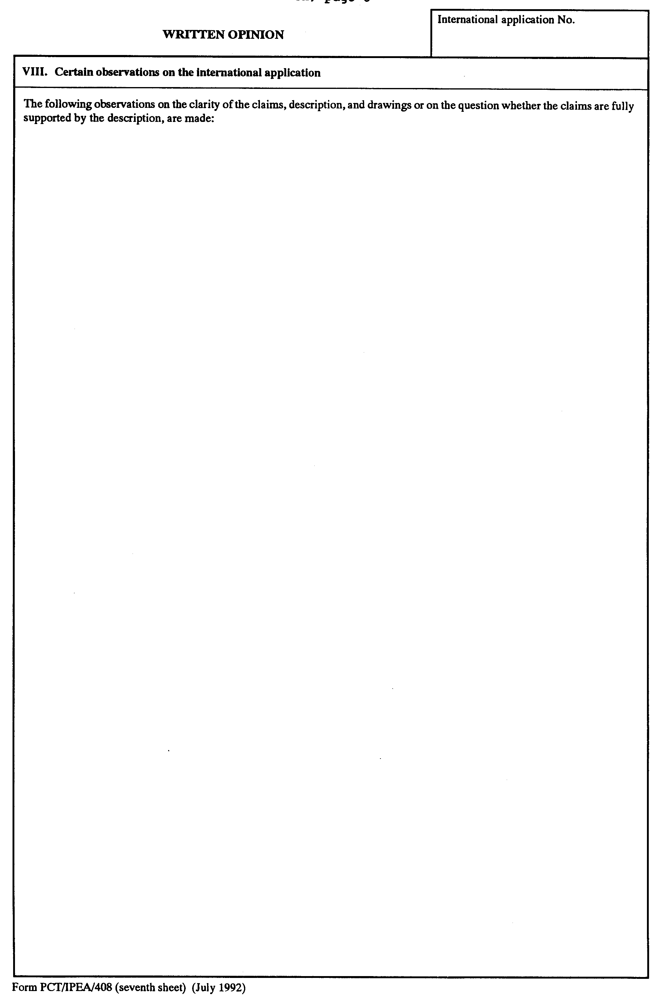 page
WRITTEN OPINION
International application No.
VIII. Certain observations on the international application
The following observations on the clarity of the claims, description, and drawings or on the question whether the claims are fully
supported by the description, are made:
Form PCT/IPEA/408 (seventh sheet) (July 1992)